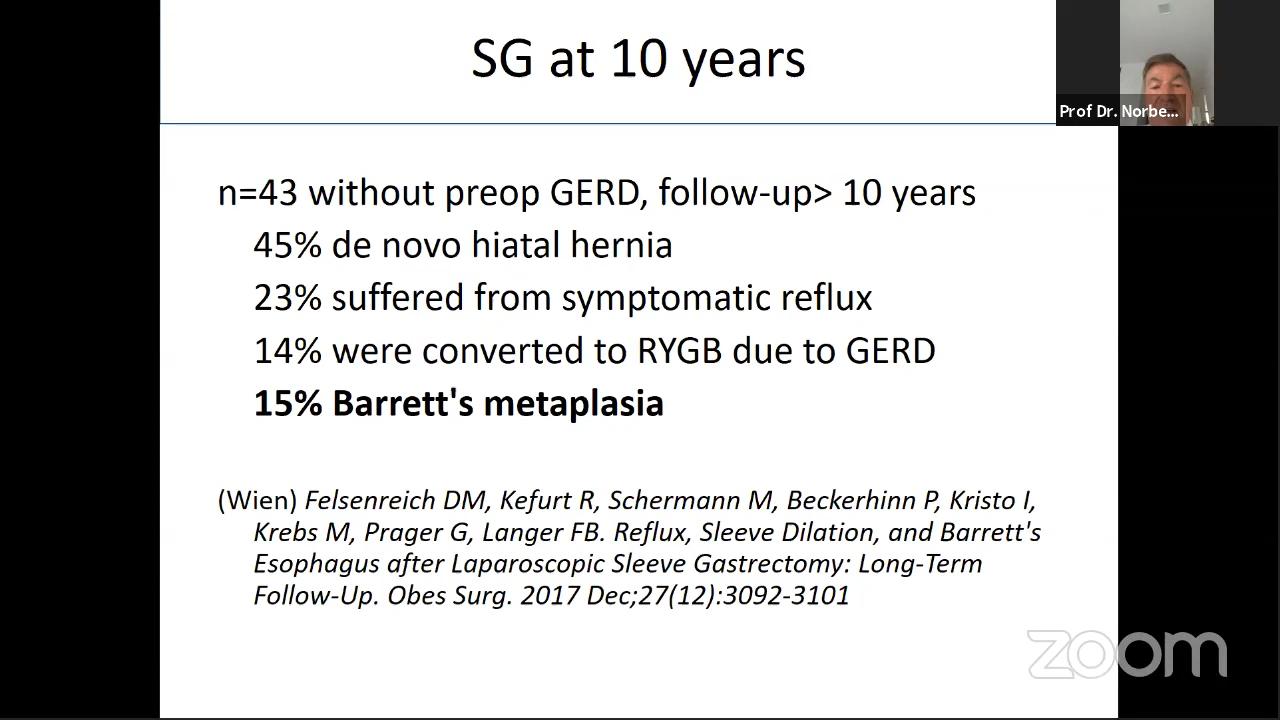 SG at 10 years
Prof Dr. Norbe...
n=43 without preop GERD, follow-up> 10 years
45% de novo hiatal hernia
23% suffered from symptomatic reflux
14% were converted to RYGB due to GERD
15% Barrett's metaplasia
(Wien) Felsenreich DM, Kefurt R, Schermann M, Beckerhinn P, Kristo I,
Krebs M, Prager G, Langer FB. Reflux, Sleeve Dilation, and Barrett's
Esophagus after Laparoscopic Sleeve Gastrectomy: Long-Term
Follow-Up. Obes Surg. 2017 Dec;27(12):3092-3101
zoom